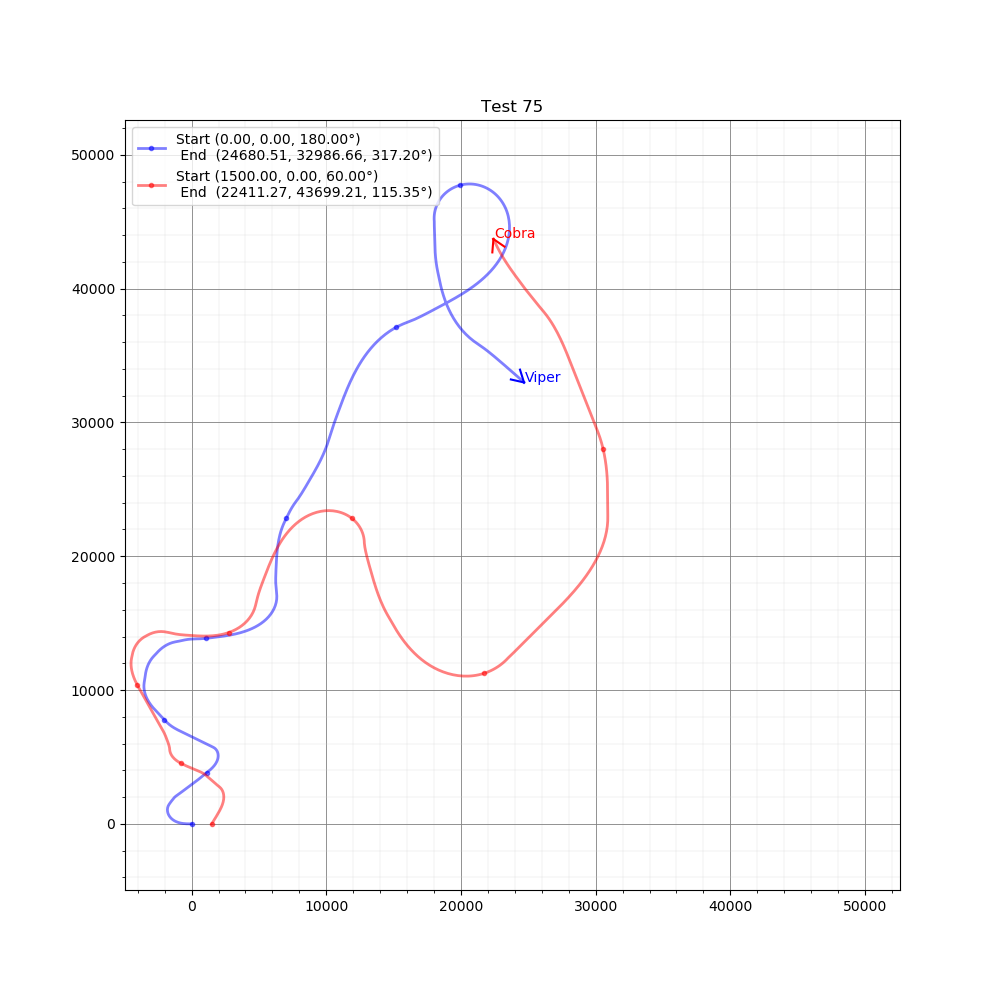 Test 75
Start (0.00, 0.00, 180.00°)
End (24680.51, 32986.66, 317.20°)
Start (1500.00, 0.00, 60.00°)
End (22411.27, 43699.21, 115.35°)
50000
40000
30000
20000
10000
0
Cobra
Viper
0
10000
20000
30000
40000
50000